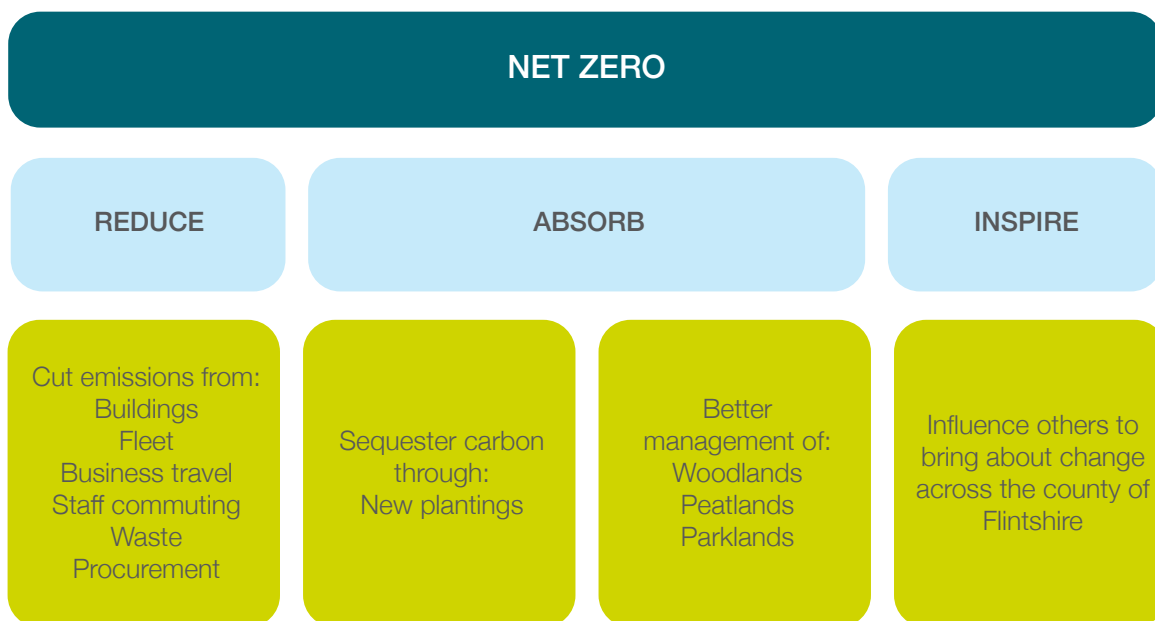 NET ZERO
REDUCE
ABSORB
INSPIRE
Cut emissions from:
Buildings
Fleet
Business travel
Staff commuting
Waste
Procurement
Sequester carbon
through:
New plantings
Better
management of:
Woodlands
Peatlands
Parklands
Influence others to
bring about change
across the county of
Flintshire